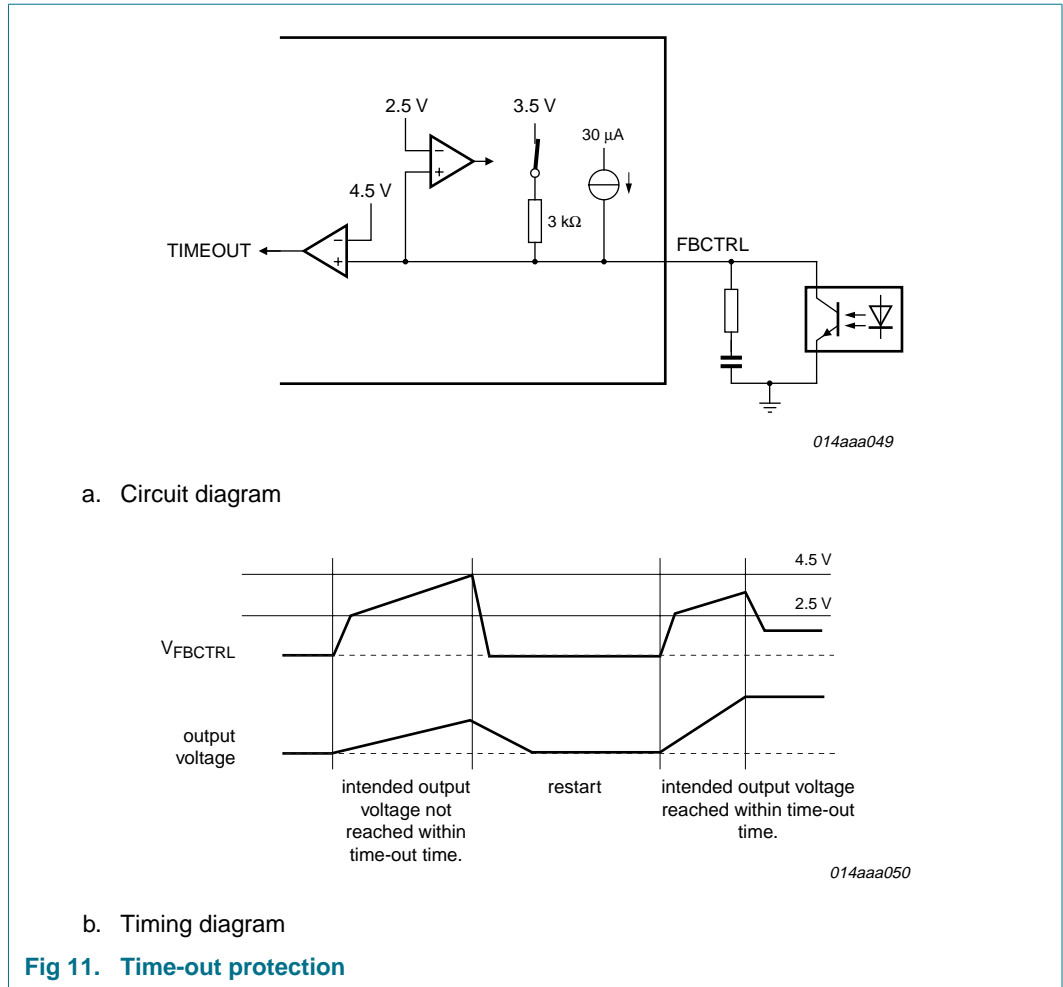 2.5 V
3.5 V
30 μA
4.5 V
−
+
−
+
3 kΩ
TIMEOUT
FBCTRL
014aaa049
a. Circuit diagram
4.5 V
2.5 V
VFBCTRL
output
voltage
intended output
voltage not
reached within
time-out time.
restart
intended output voltage
reached within time-out
time.
014aaa050
b. Timing diagram
Fig 11. Time-out protection